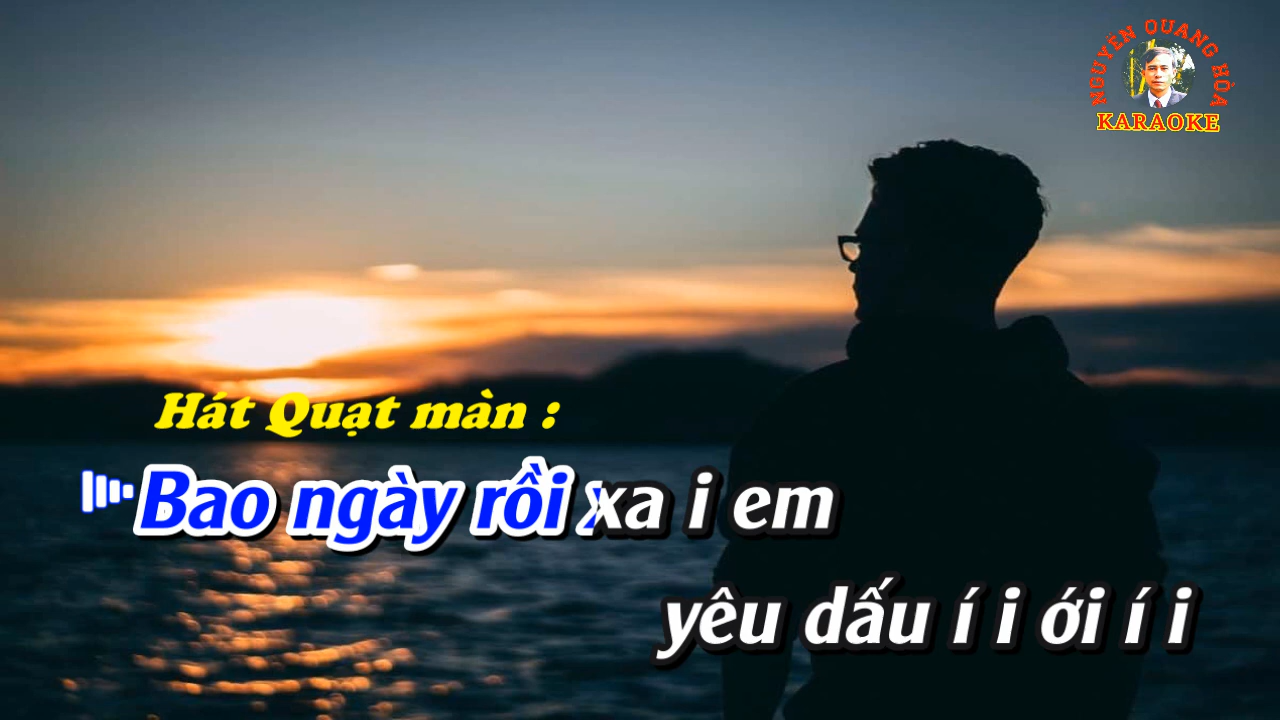 NGUYỄN QUANG HÒA
KARAOKE
Hát Quạt màn :
Bao ngày rồi xa i em
yêu dấu í i ới í i